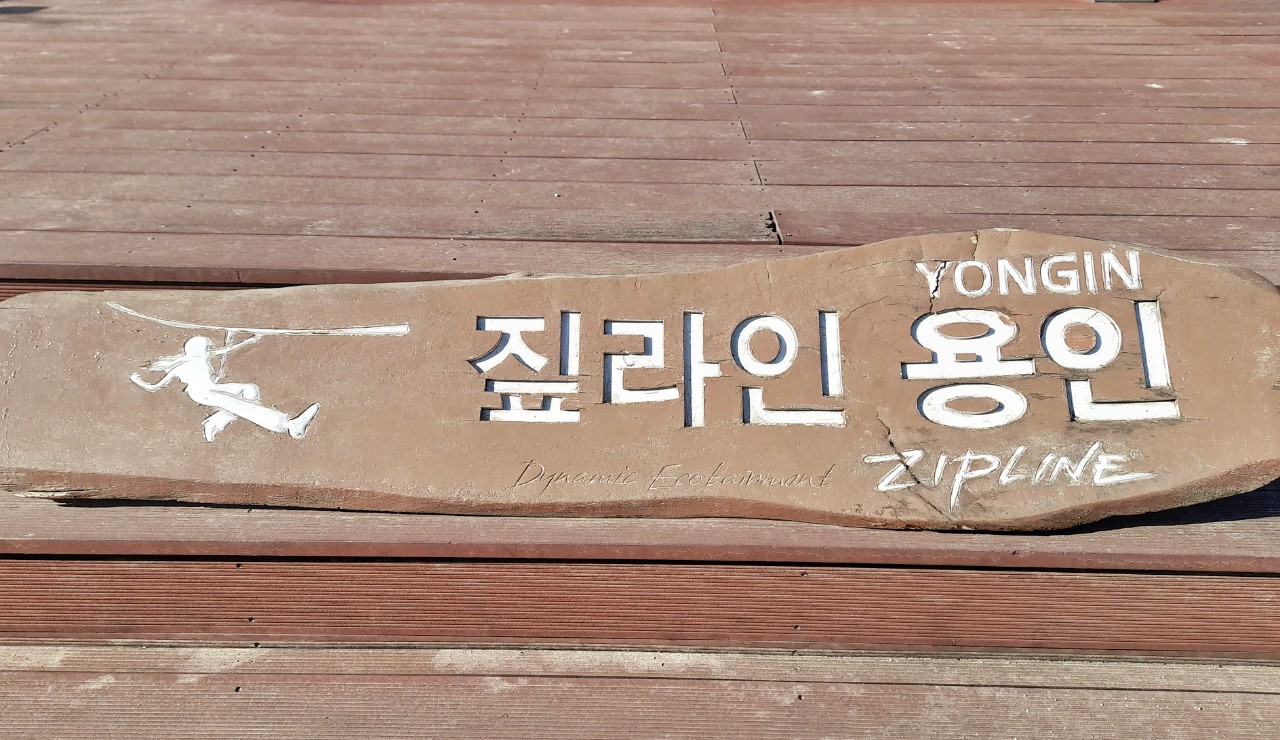 YONGIN
짚라인 용인
Dynamic Ecotainment
ZIPLINE